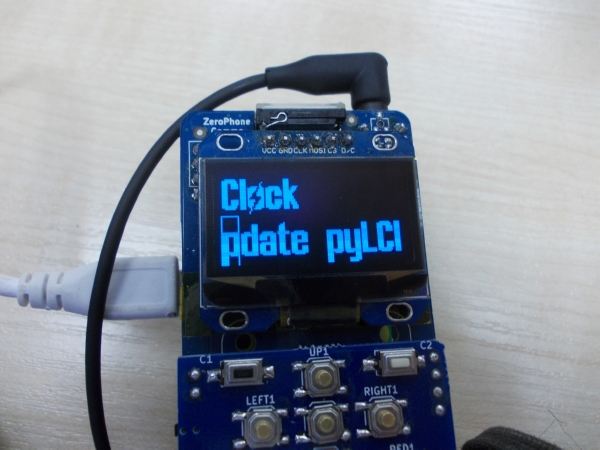 ZeroPhone
VCC GND CLK MOSI CS D/C
Clock
pdate pyLCI
C1
UP1
C2
LEFT1
RIGHT1